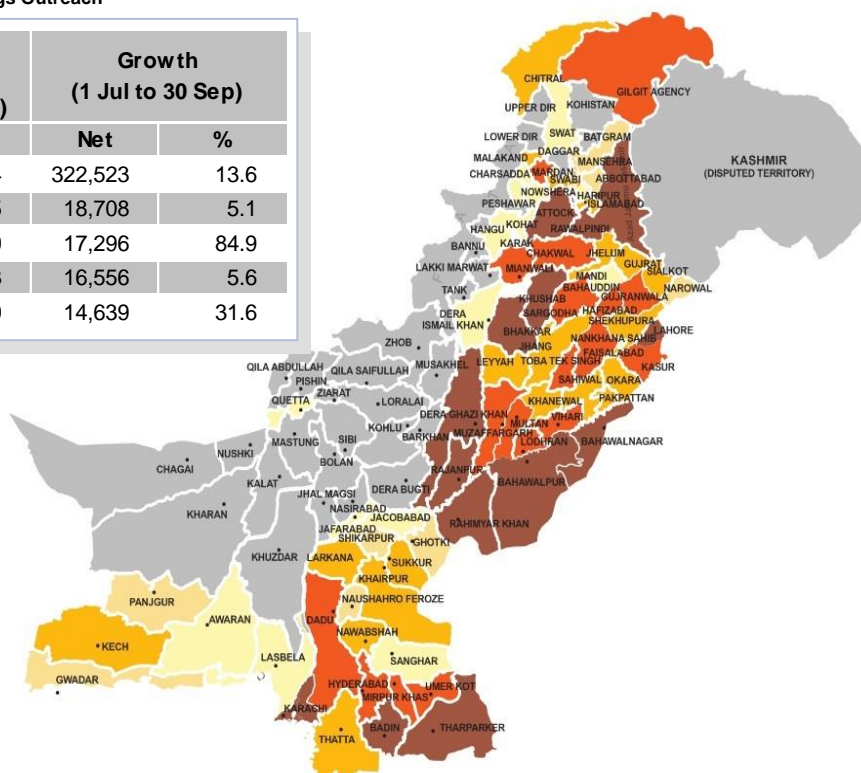 gs Outreach
Growth
(1 Jul to 30 Sep)
)
Net %
322,523 13.6
18,708 5.1
17,296 84.9
16,556 5.6
14,639 31.6
CHITRAL
GILGIT AGENCY
UPPER DIR
KOHISTAN
LOWER DIR
SWAT
BATGRAM
DAGGAR
MALAKAND
MANSEHRA
CHARSADDA
MARDAN
SWABI
ABBOTTABAD
KASHMIR
(DISPUTED TERRITORY)
NOWSHERA
HARIPUR
PESHAWAR
ISLAMABAD
ATTOCK
HANGU
KOHAT
RAWALPINDI
BANNU
KARAK
CHAKWAL
JHELUM
GUJRAT
LAKKI MARWAT
MIANWALI
SIALKOT
MANDI
BAHAUDDIN
NAROWAL
TANK
KHUSHAB
GUJRANWALA
DERA
ISMAIL KHAN
SARGODHA
HAFIZABAD
SHEKHUPURA
BHAKKAR
LAHORE
ZHOB
JHANG
NANKHANA SAHIB
FAISALABAD
QILA ABDULLAH
QILA SAIFULLAH
MUSAKHEL
LEYYAH
TOBA TEK SINGH
KASUR
PISHIN
SAHIWAL
OKARA
QUETTA
ZIARAT
LORALAI
KHANEWAL
PAKPATTAN
DERA GHAZI KHAN
MULTAN
VIHARI
KOHLU
BARKHAN
MUZAFFARGARH
MASTUNG
SIBI
LODHRAN
BAHAWALNAGAR
NUSHKI
BOLAN
CHAGAI
RAJANPUR
KALAT
DERA BUGTI
BAHAWALPUR
JHAL MAGSI
NASIRABAD
KHARAN
JACOBABAD
RAHIMYAR KHAN
JAFARABAD
SHIKARPUR
GHOTKI
KHUZDAR
LARKANA
SUKKUR
KHAIRPUR
PANJGUR
NAUSHAHRO FEROZE
AWARAN
DADU
NAWABSHAH
KECH
LASBELA
SANGHAR
GWADAR
HYDERABAD
UMER KOT
MIRPUR KHAS
KARACHI
BADIN
THARPARKER
THATTA